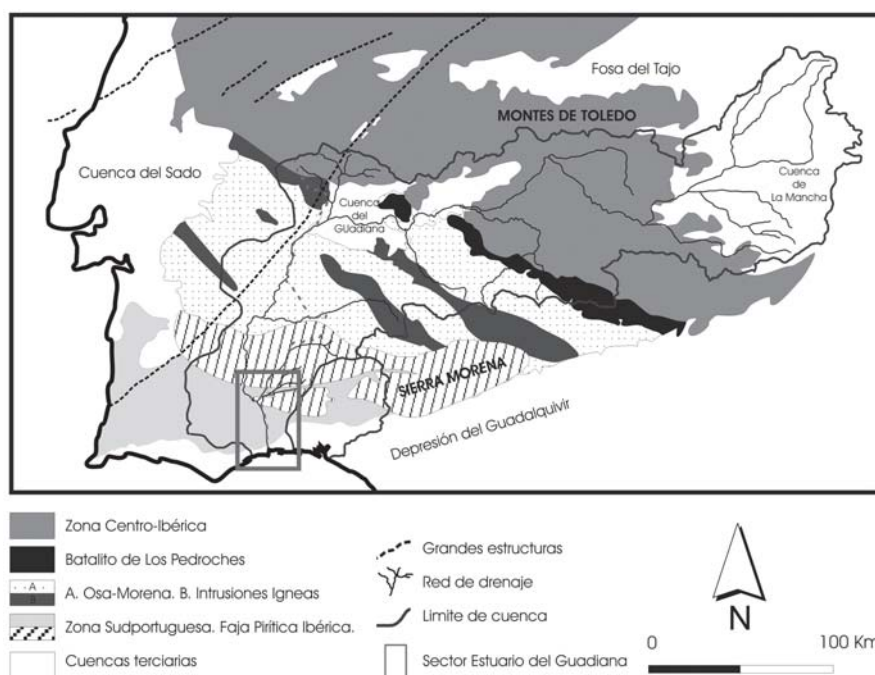 Fosa del Tajo
MONTES DE TOLEDO
Cuenca del Sado
Cuenca
de
La Mancha
Cuenca
del
GUadiana
SIERRA MORENA
Depresión del Guadalquivir
Zona Centro-Ibérica
Batalito de Los Pedroches
A
B
A. Osa-Morena. B. Intrusiones Igneas
Zona Sudportuguesa. Faja Pirítica Ibérica.
Cuencas terciarias
Grandes estructuras
Red de drenaje
Limite de cuenca
Sector Estuario del Guadiana
N
0 100 Km